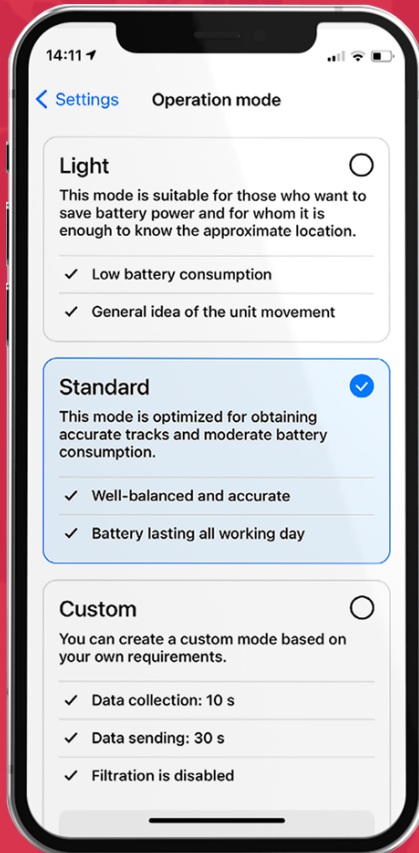 14:11
Settings
Operation mode
Light
This mode is suitable for those who want to
save battery power and for whom it is
enough to know the approximate location.
Low battery consumption
General idea of the unit movement
Standard
This mode is optimized for obtaining
accurate tracks and moderate battery
consumption.
Well-balanced and accurate
Battery lasting all working day
Custom
You can create a custom mode based on
your own requirements.
Data collection: 10 s
Data sending: 30 s
Filtration is disabled